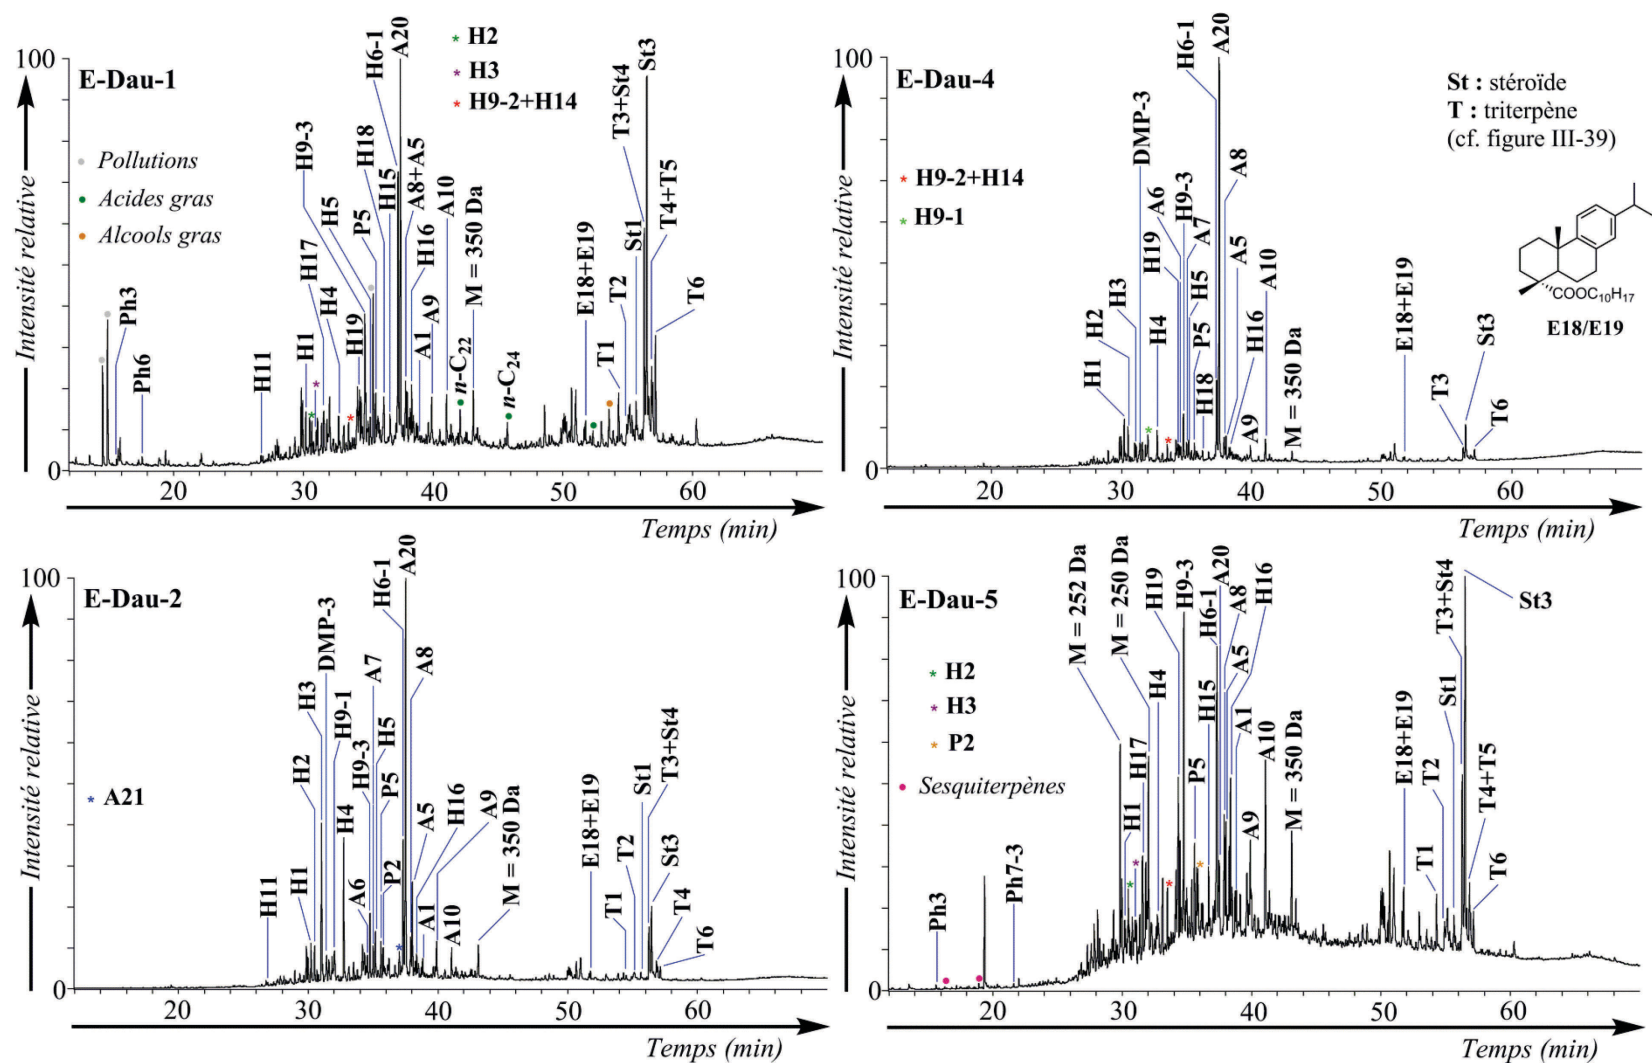 E-Dau-1
Intensité relative
100
0
Pollutions
Acides gras
Alcools gras
* H2
* H3
* H9-2+H14
Ph3
Ph6
H11
H1
H17
H4
H9-3
H5
H19
P5
H18
H15
H6-1
A20
A8+A5
H16
A1
A9
A10
n-C22
M = 350 Da
n-C24
E18+E19
T1
T2
St1
T3+St4
St3
T4+T5
T6
20 30 40 50 60
Temps (min)
E-Dau-4
Intensité relative
100
0
* H9-2+H14
* H9-1
H1
H2
H3
DMP-3
H4
H19
A6
H9-3
A7
H5
P5
H18
H6-1
A20
A8
A5
H16
A9
A10
M = 350 Da
E18+E19
T3
St3
T6
20 30 40 50 60
Temps (min)
St : stéroïde
T : triterpène
(cf. figure III-39)
COOC10H17
E18/E19
E-Dau-2
Intensité relative
100
0
* A21
H11
H1
H2
H3
DMP-3
H9-1
H4
A6
H9-3
A7
H5
P5
P2
H6-1
A20
A8
A5
A1
H16
A10
A9
M = 350 Da
E18+E19
T1
T2
St1
T3+St4
St3
T4
T6
20 30 40 50 60
Temps (min)
E-Dau-5
Intensité relative
100
0
* H2
* H3
* P2
Sesquiterpènes
Ph3
Ph7-3
M = 252 Da
H1
H17
M = 250 Da
H4
H19
H9-3
P5
H15
H6-1
A20
A8
A5
H16
A1
A9
A10
M = 350 Da
E18+E19
T1
T2
St1
T3+St4
St3
T4+T5
T6
20 30 40 50 60
Temps (min)